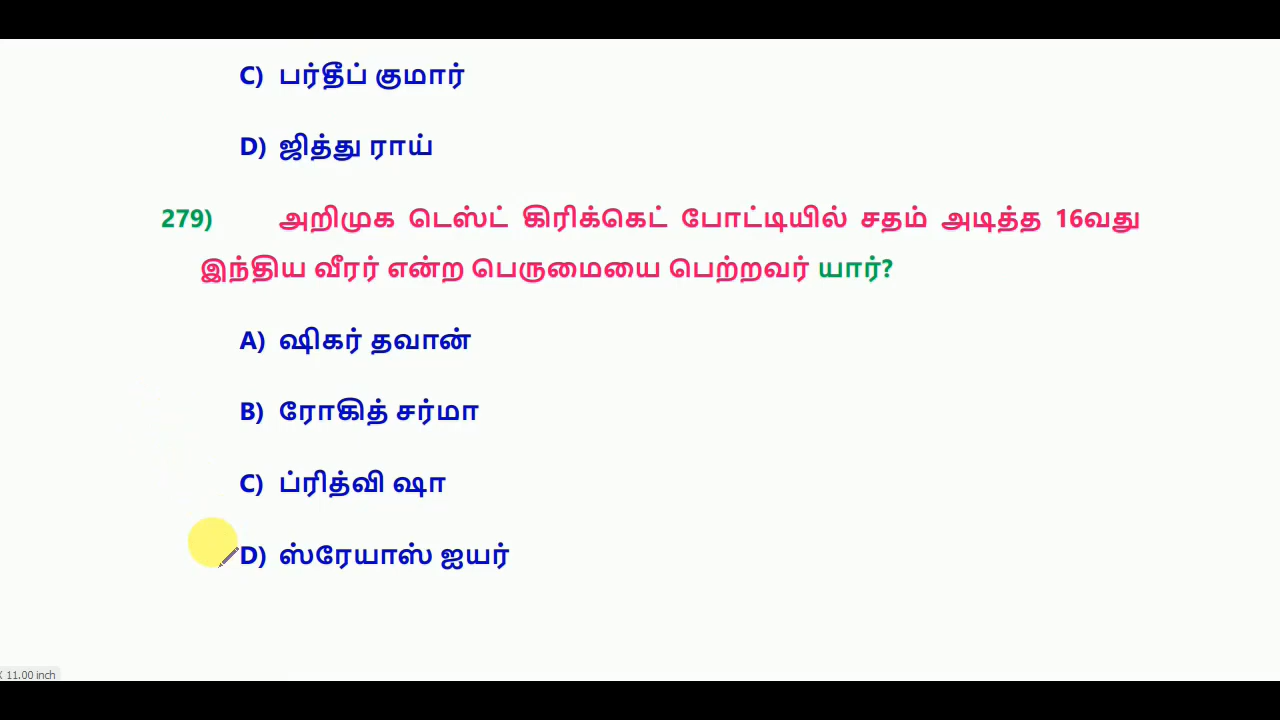 C) பர்தீப் குமார்
D) ஜித்து ராய்
279) அறிமுக டெஸ்ட் கிரிக்கெட் போட்டியில் சதம் அடித்த 16வது
இந்திய வீரர் என்ற பெருமையை பெற்றவர் யார்?
A) ஷிகர் தவான்
B) ரோகித் சர்மா
C) ப்ரித்வி ஷா
D) ஸ்ரேயாஸ் ஐயர்
X 11.00 inch